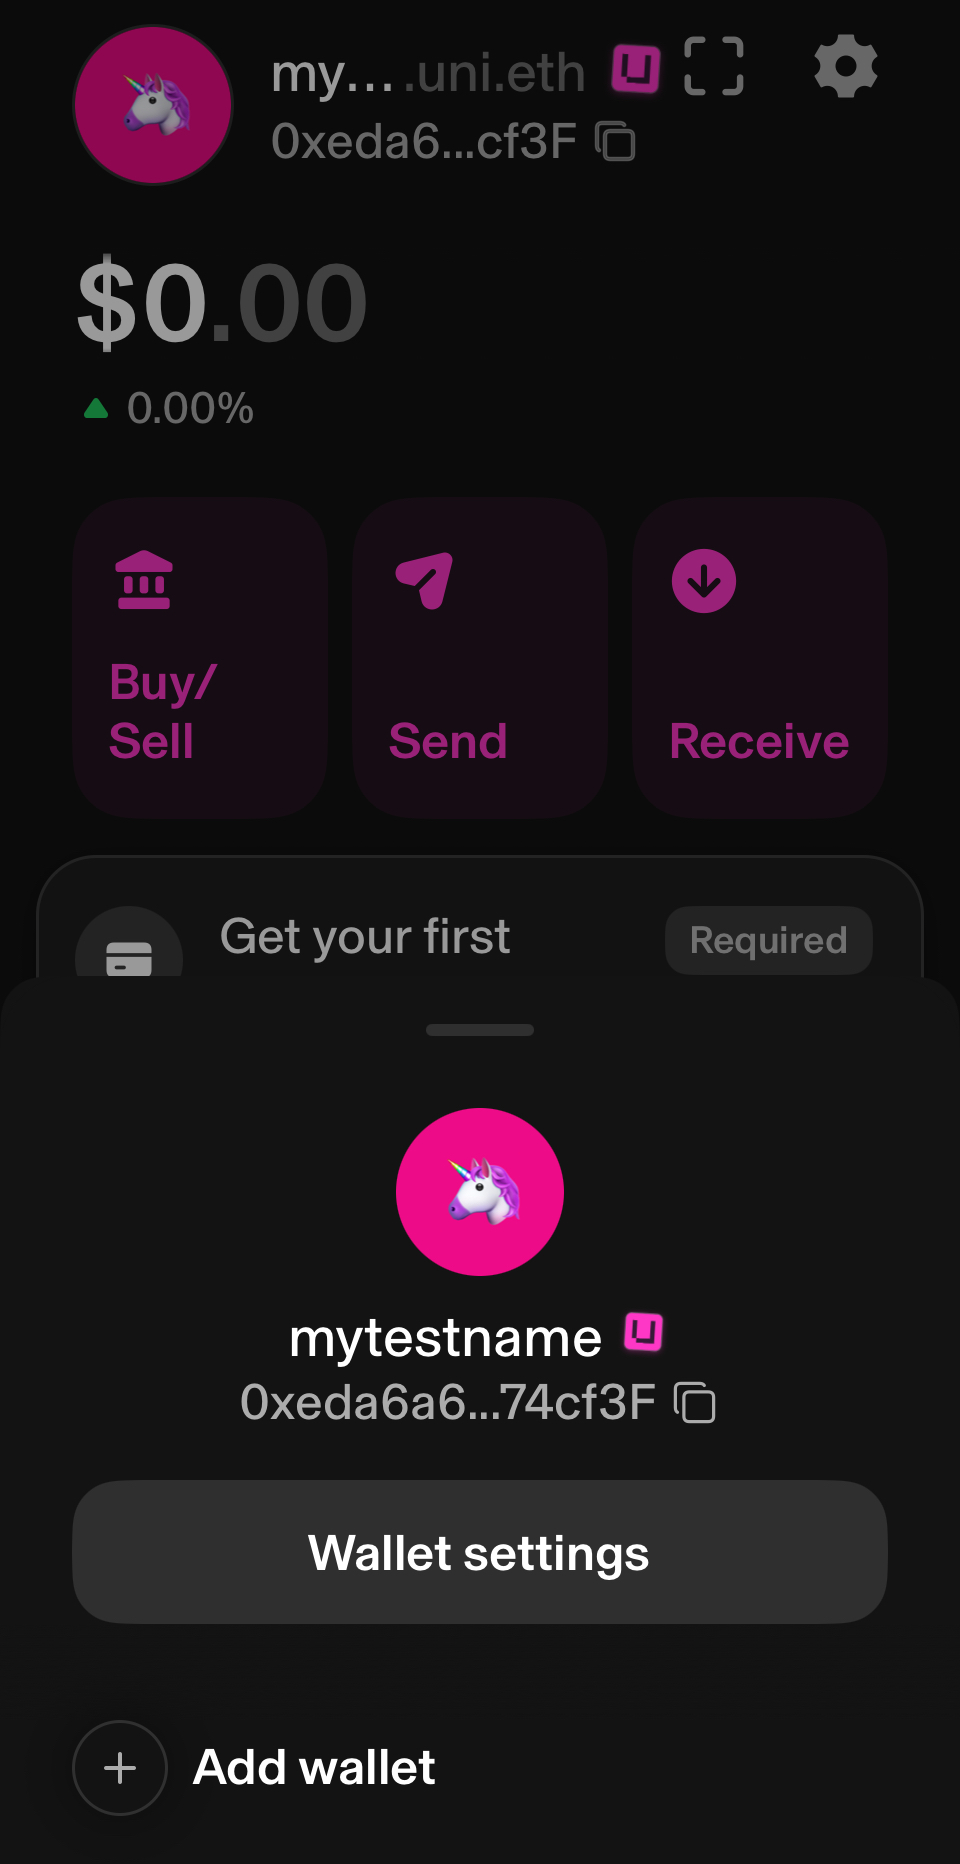 my... .uni.eth
0xeda6...cf3F
$0.00
0.00%
Buy/
Sell
Send
Receive
Get your first
Required
mytestname
0xeda6a6...74cf3F
Wallet settings
Add wallet